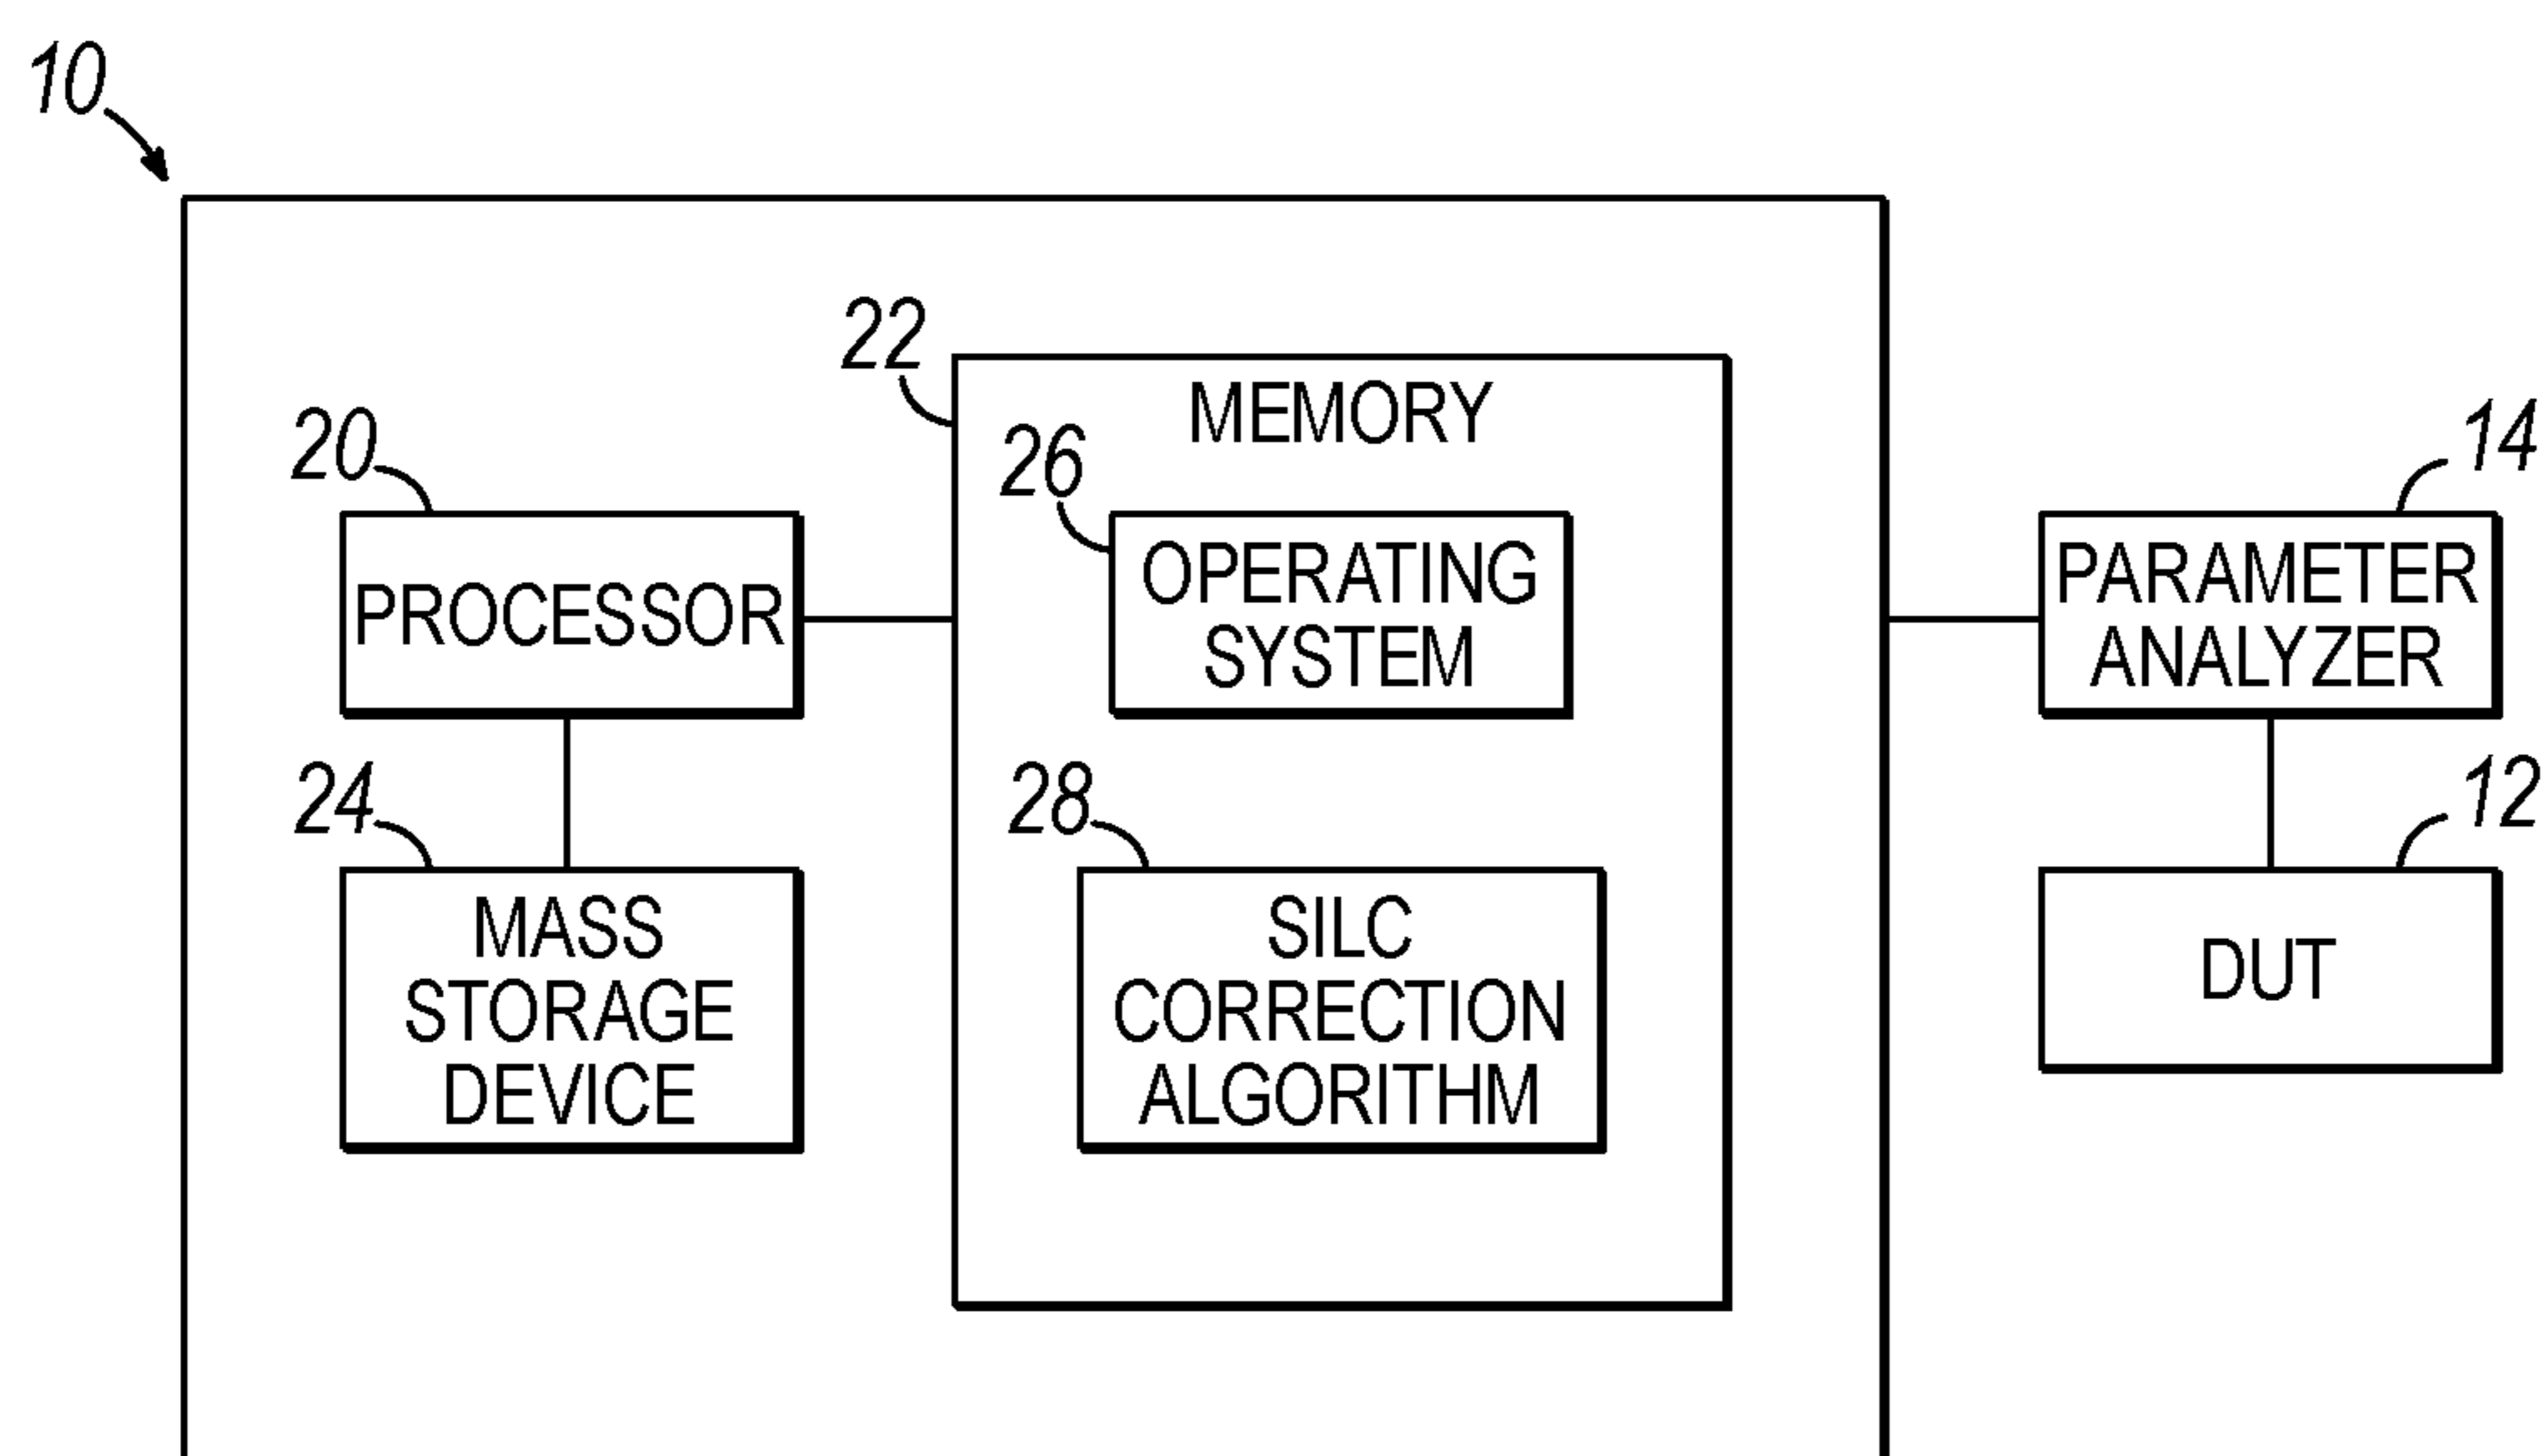 10
22
MEMORY
20
26
14
PROCESSOR
OPERATING
SYSTEM
PARAMETER
ANALYZER
24
28
12
MASS
STORAGE
DEVICE
SILC
CORRECTION
ALGORITHM
DUT